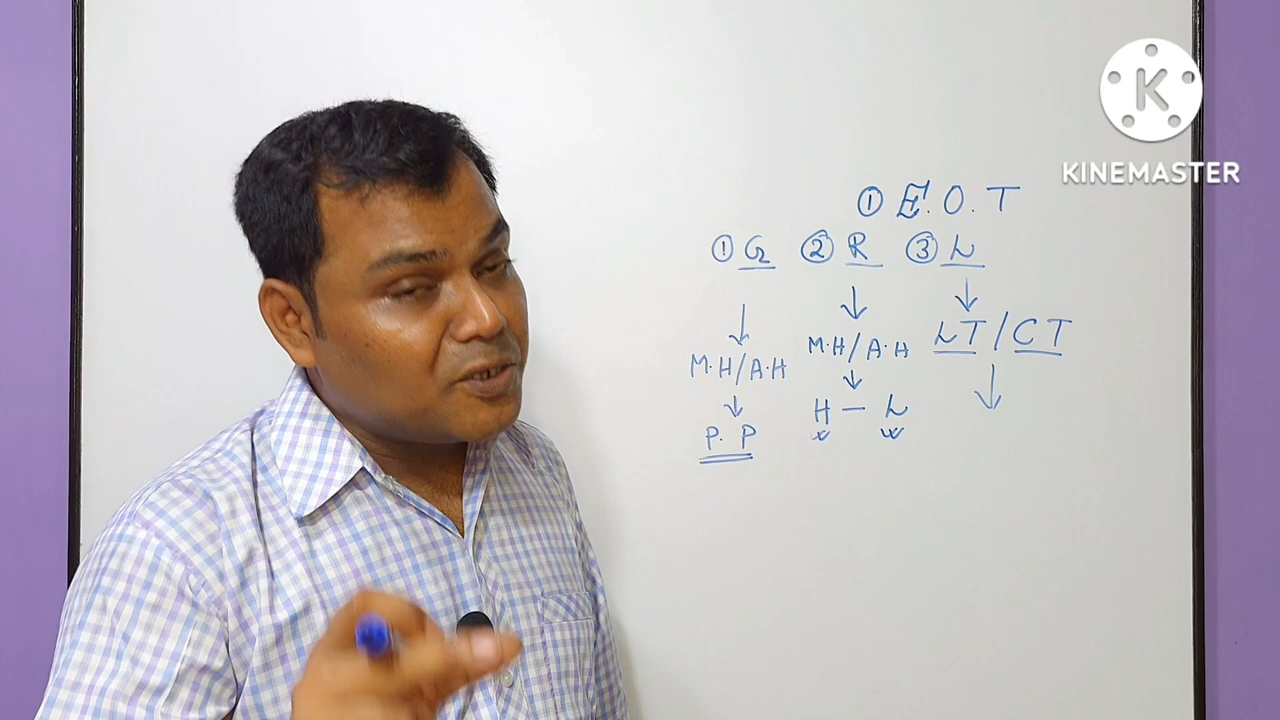 K
KINEMASTER
① E. O. T
① G ② R ③ L
M.H/A.H M.H/A.H LT/CT
P. P H — L